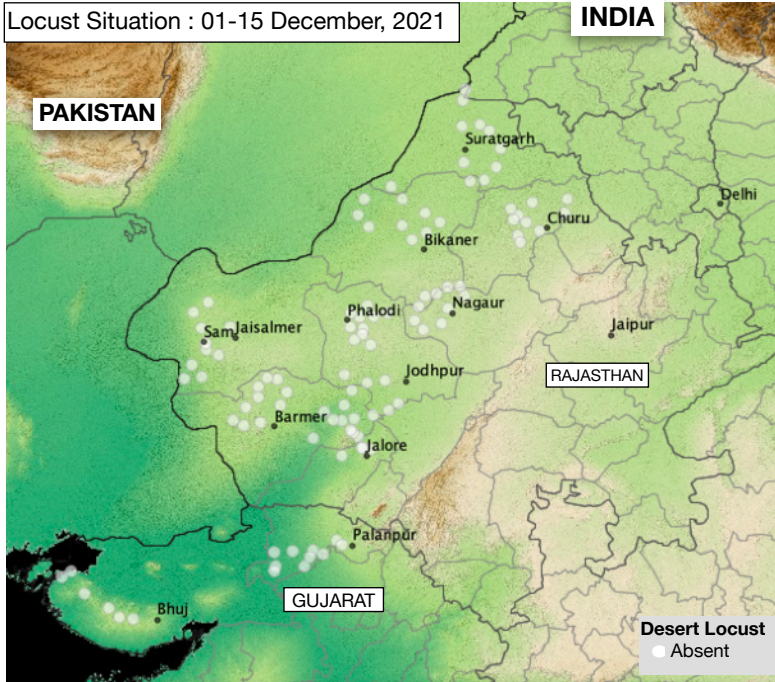 Locust Situation : 01-15 December, 2021
INDIA
PAKISTAN
Suratgarh
Delhi
Churu
Bikaner
Nagaur
Phalodi
Sam
Jaisalmer
Jaipur
RAJASTHAN
Jodhpur
Barmer
Jalore
Palanpur
GUJARAT
Bhuj
Desert Locust
Absent